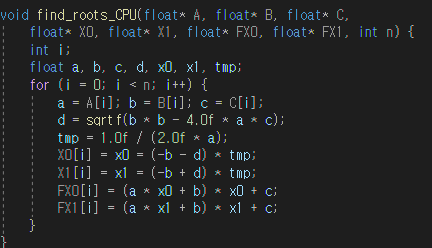 void find_roots_CPU(float* A, float* B, float* C,
float* X0, float* X1, float* FX0, float* FX1, int n) {
int i;
float a, b, c, d, x0, x1, tmp;
for (i = 0; i < n; i++) {
a = A[i]; b = B[i]; c = C[i];
d = sqrtf(b * b - 4.0f * a * c);
tmp = 1.0f / (2.0f * a);
X0[i] = x0 = (-b - d) * tmp;
X1[i] = x1 = (-b + d) * tmp;
FX0[i] = (a * x0 + b) * x0 + c;
FX1[i] = (a * x1 + b) * x1 + c;
}
}